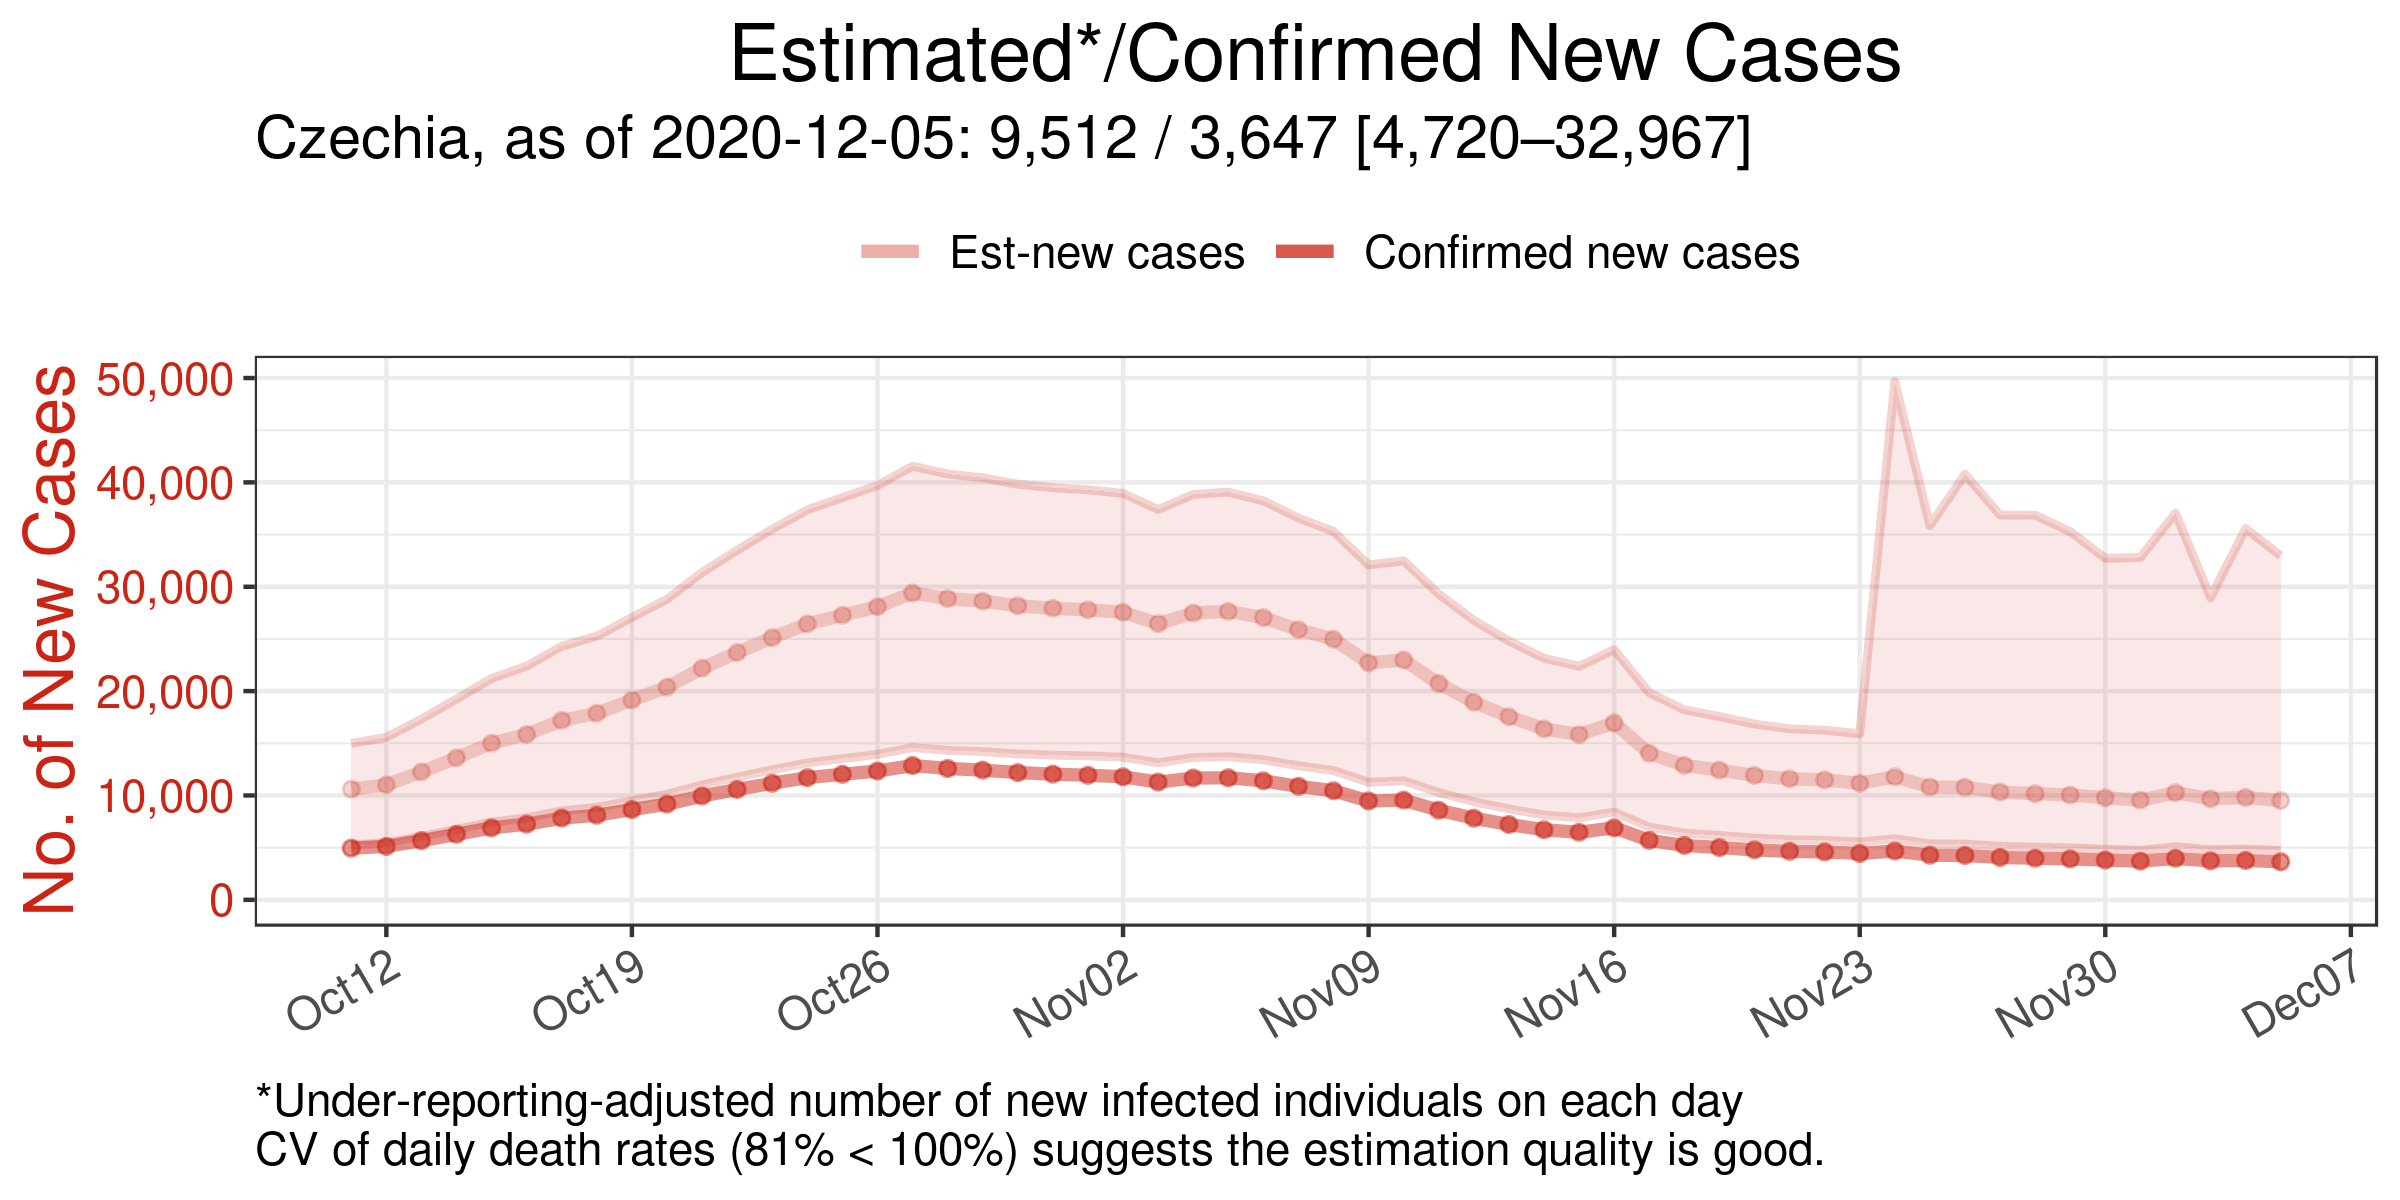 Estimated*/Confirmed New Cases
Czechia, as of 2020-12-05: 9,512 / 3,647 [4,720–32,967]
Est-new cases
Confirmed new cases
No. of New Cases
50,000
40,000
30,000
20,000
10,000
0
Oct12
Oct19
Oct26
Nov02
Nov09
Nov16
Nov23
Nov30
Dec07
*Under-reporting-adjusted number of new infected individuals on each day
CV of daily death rates (81% < 100%) suggests the estimation quality is good.